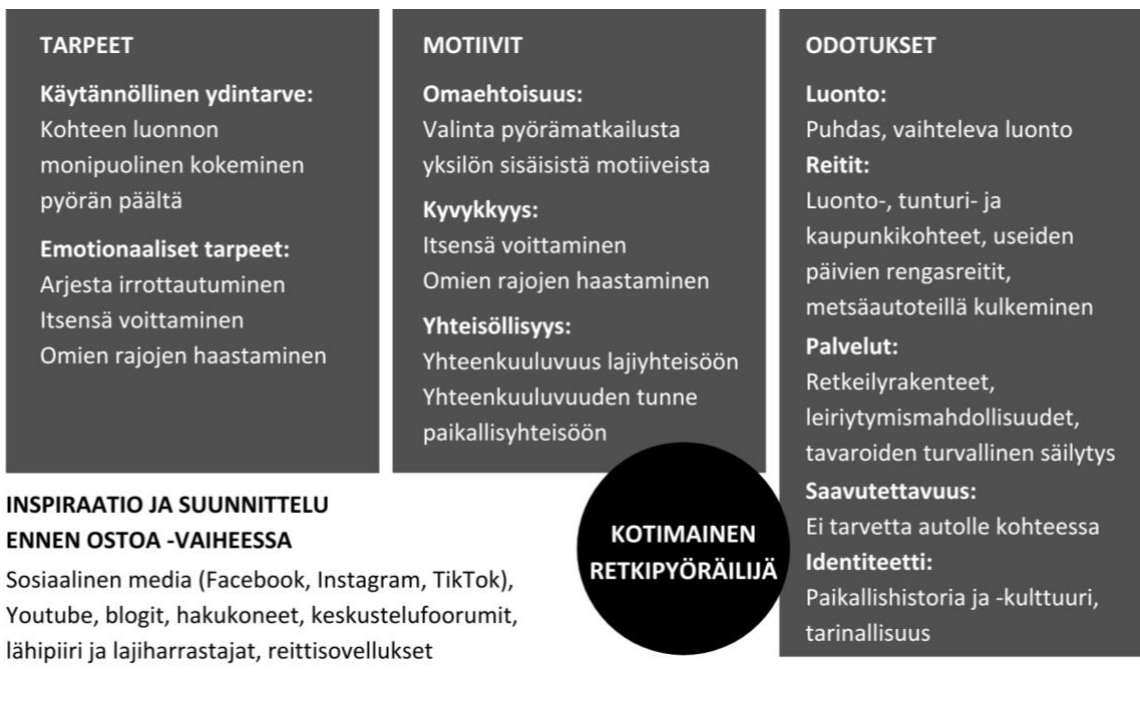 TARPEET
Käytännöllinen ydintarve:
Kohteen luonnon
monipuolinen kokeminen
pyörän päältä
Emotionaaliset tarpeet:
Arjesta irrottautuminen
Itsensä voittaminen
Omien rajojen haastaminen
MOTIIVIT
Omaehtoisuus:
Valinta pyörämatkailusta
yksilön sisäisistä motiiveista
Kyvykkyys:
Itsensä voittaminen
Omien rajojen haastaminen
Yhteisöllisyys:
Yhteenkuuluvuus lajiyhteisöön
Yhteenkuuluvuuden tunne
paikallisyhteisöön
ODOTUKSET
Luonto:
Puhdas, vaihteleva luonto
Reitit:
Luonto-, tunturi- ja
kaupunkikohteet, useiden
päivien rengasreitit,
metsäautoteillä kulkeminen
Palvelut:
Retkeilyrakenteet,
leiriytymismahdollisuudet,
tavaroiden turvallinen säilytys
Saavutettavuus:
Ei tarvetta autolle kohteessa
Identiteetti:
Paikallishistoria ja -kulttuuri,
tarinallisuus
INSPIRAATIO JA SUUNNITTELU
ENNEN OSTOA -VAIHEESSA
Sosiaalinen media (Facebook, Instagram, TikTok),
Youtube, blogit, hakukoneet, keskustelufoorumit,
lähipiiri ja lajiharrastajat, reittisovellukset
KOTIMAINEN
RETKIPYÖRÄILIJÄ